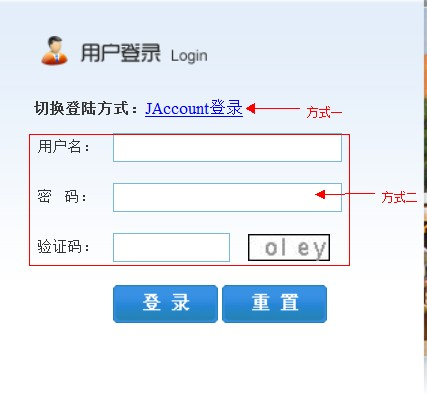 用户登录 Login
切换登陆方式：JAccount登录
方式一
用户名：
密 码：
方式二
验证码：
oley
登 录 重 置